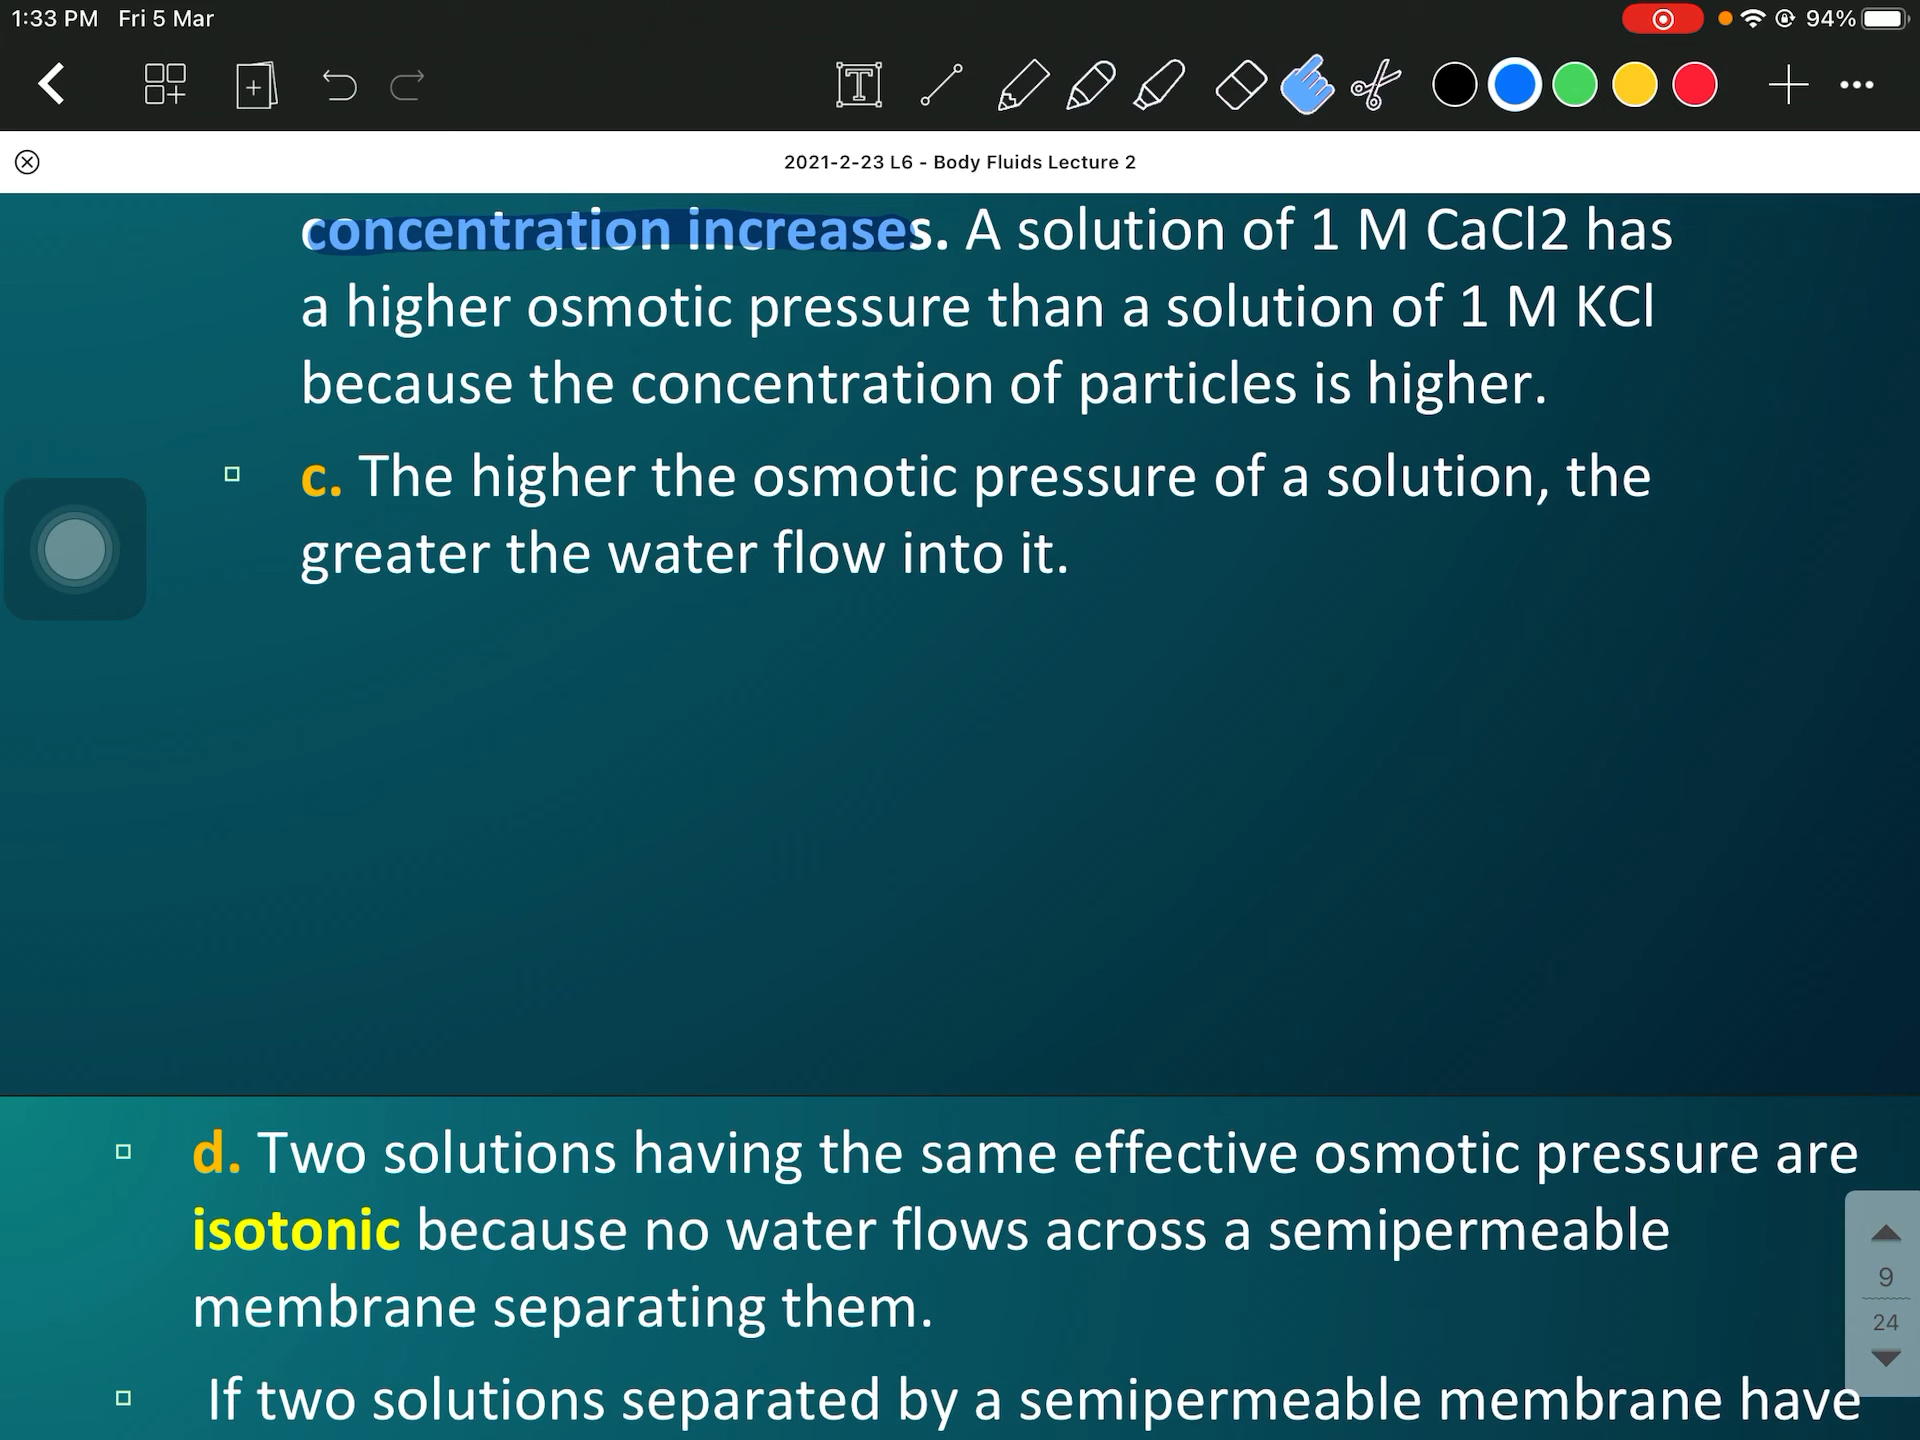 1:33 PM Fri 5 Mar
94%
T
2021-2-23 L6 - Body Fluids Lecture 2
concentration increases. A solution of 1 M CaCl2 has
a higher osmotic pressure than a solution of 1 M KCl
because the concentration of particles is higher.
c. The higher the osmotic pressure of a solution, the
greater the water flow into it.
d. Two solutions having the same effective osmotic pressure are
isotonic because no water flows across a semipermeable
membrane separating them.
9
24
If two solutions separated by a semipermeable membrane have